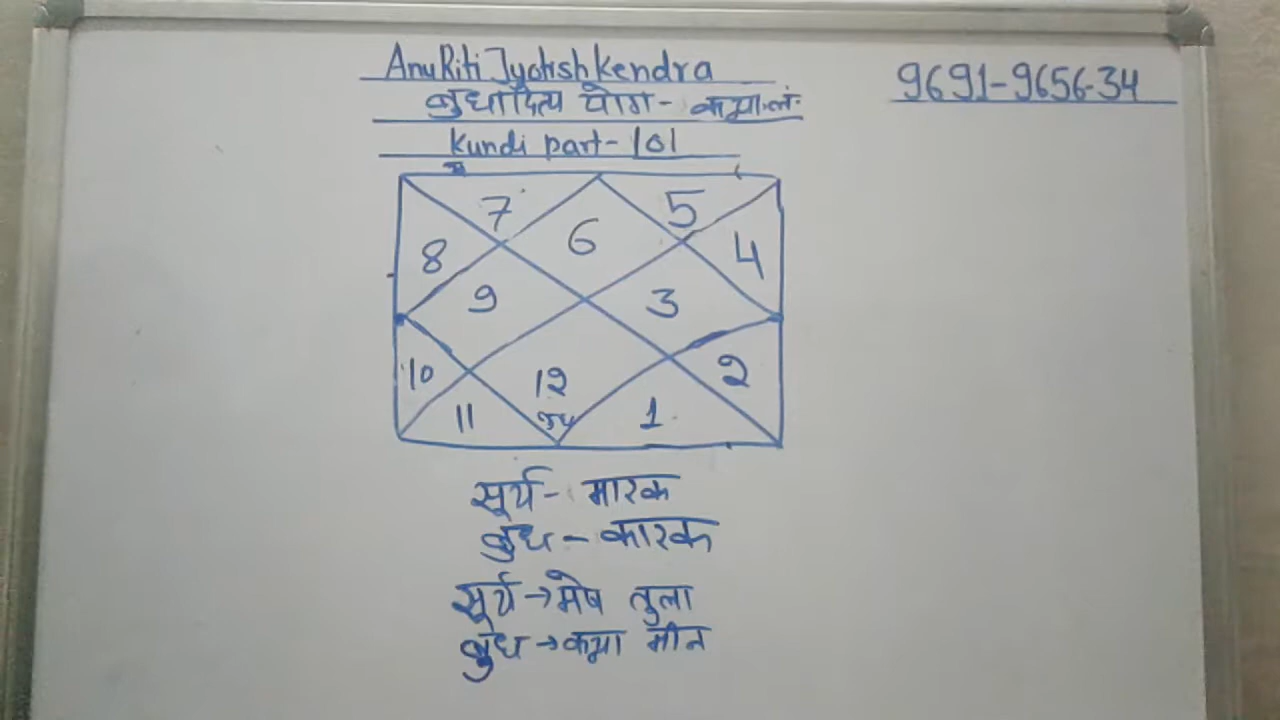 AnuRiti Jyotish Kendra
9691-9656-34
बुधादित्य योग- कन्या लं.
Kundi part- 101
7
5
6
8
4
9
3
10
12
2
11
1
सूर्य- मारक
बुध - कारक
सूर्य → मेष तुला
बुध → कन्या मीन